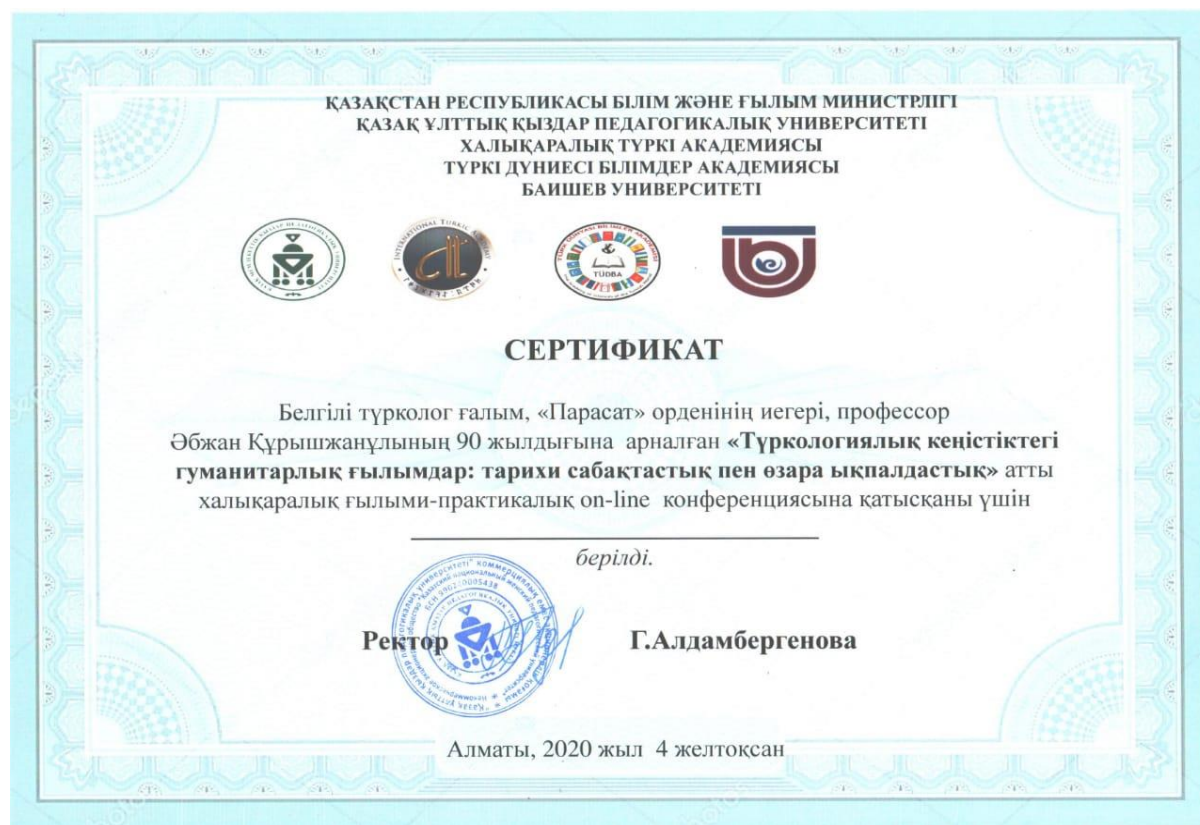 ҚАЗАҚСТАН РЕСПУБЛИКАСЫ БІЛІМ ЖӘНЕ ҒЫЛЫМ МИНИСТРЛІГІ
ҚАЗАҚ ҰЛТТЫҚ ҚЫЗДАР ПЕДАГОГИКАЛЫҚ УНИВЕРСИТЕТІ
ХАЛЫҚАРАЛЫҚ ТҮРКІ АКАДЕМИЯСЫ
ТҮРКІ ДҮНИЕСІ БІЛІМДЕР АКАДЕМИЯСЫ
БАИШЕВ УНИВЕРСИТЕТІ
INTERNATIONAL TURKIC
TÜDBA
СЕРТИФИКАТ
Белгілі түрколог ғалым, «Парасат» орденінің иегері, профессор
Әбжан Құрышжанұлының 90 жылдығына арналған «Түркологиялық кеңістіктегі
гуманитарлық ғылымдар: тарихи сабақтастық пен өзара ықпалдастық» атты
халықаралық ғылыми-практикалық on-line конференциясына қатысқаны үшін
берілді.
Ректор Г.Алдамбергенова
Алматы, 2020 жыл 4 желтоқсан